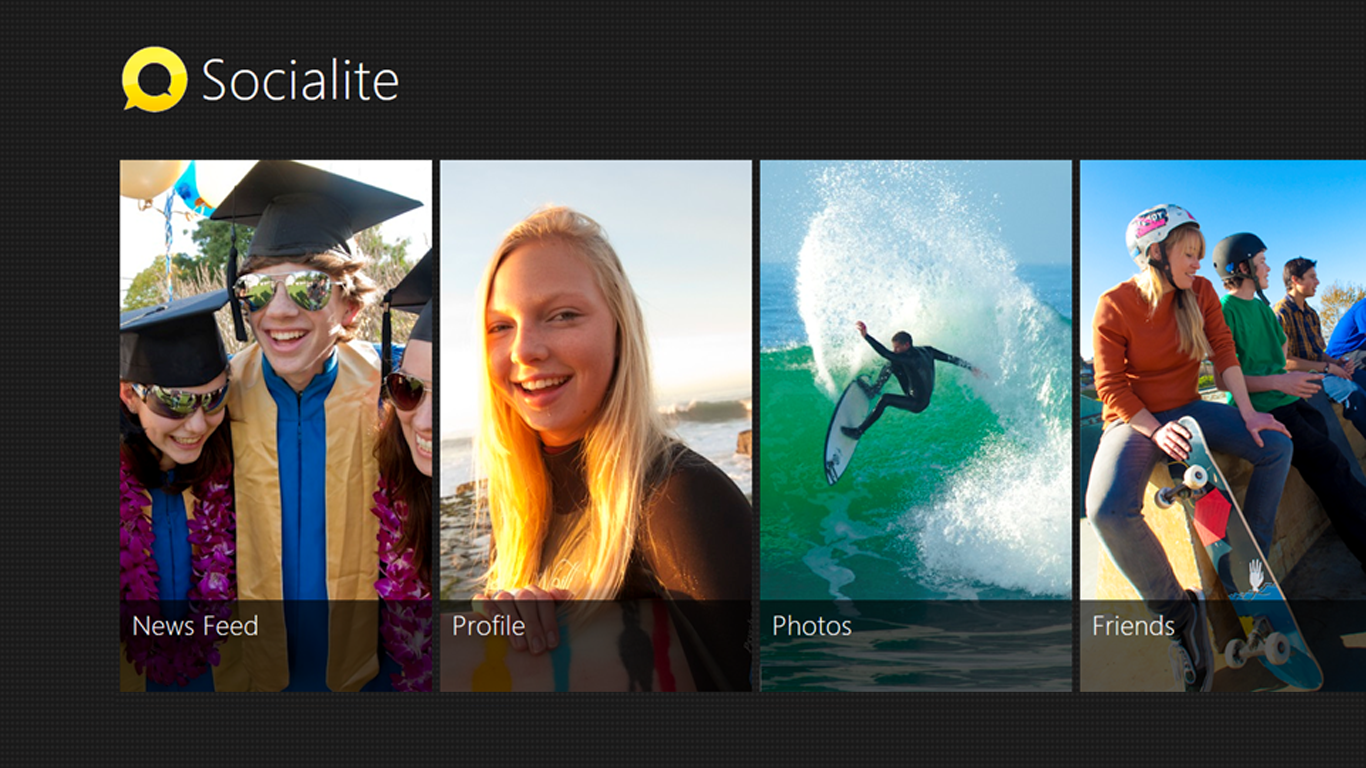 Socialite
News Feed
Profile
Photos
Friends